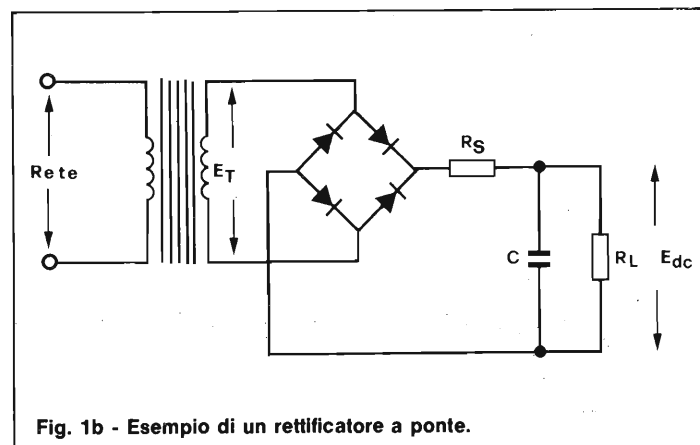 Rete
E_T
R_S
C
R_L
E_dc
Fig. 1b - Esempio di un rettificatore a ponte.